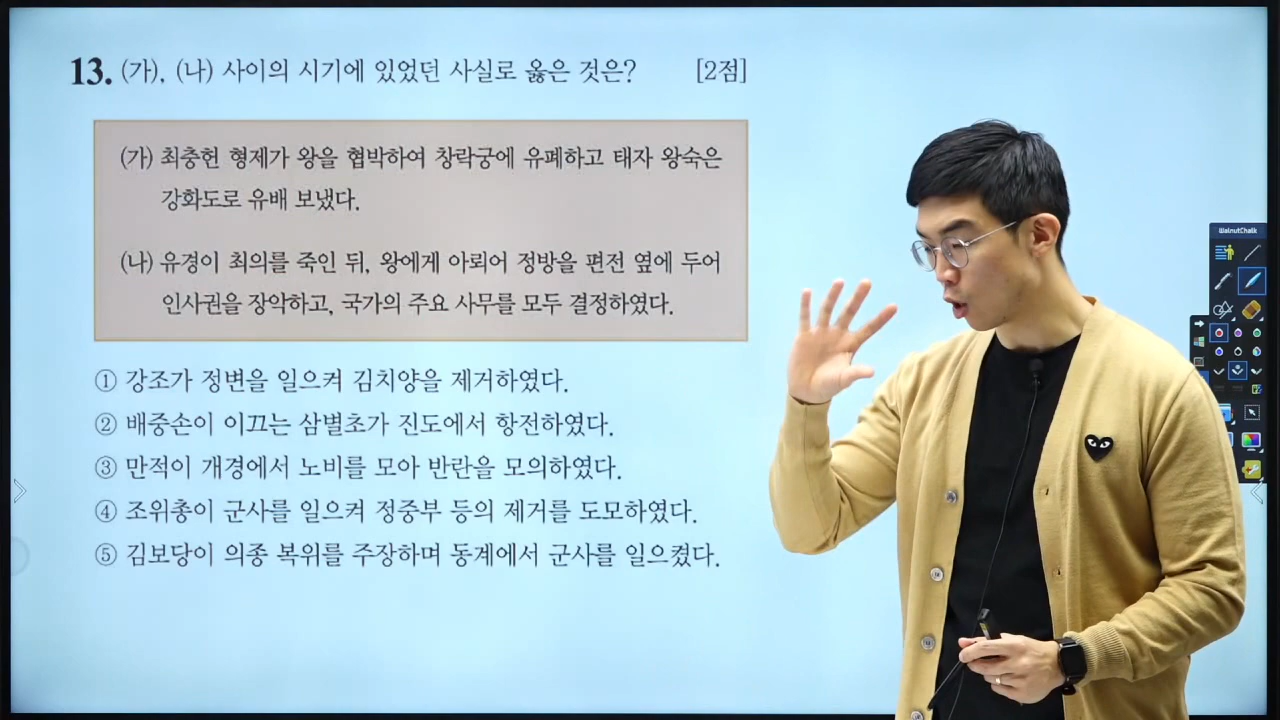 13. (가), (나) 사이의 시기에 있었던 사실로 옳은 것은? [2점]
(가) 최충헌 형제가 왕을 협박하여 창락궁에 유폐하고 태자 왕숙은
강화도로 유배 보냈다.
(나) 유경이 최의를 죽인 뒤, 왕에게 아뢰어 정방을 편전 옆에 두어
인사권을 장악하고, 국가의 주요 사무를 모두 결정하였다.
① 강조가 정변을 일으켜 김치양을 제거하였다.
② 배중손이 이끄는 삼별초가 진도에서 항전하였다.
③ 만적이 개경에서 노비를 모아 반란을 모의하였다.
④ 조위총이 군사를 일으켜 정중부 등의 제거를 도모하였다.
⑤ 김보당이 의종 복위를 주장하며 동계에서 군사를 일으켰다.
WalnutChalk